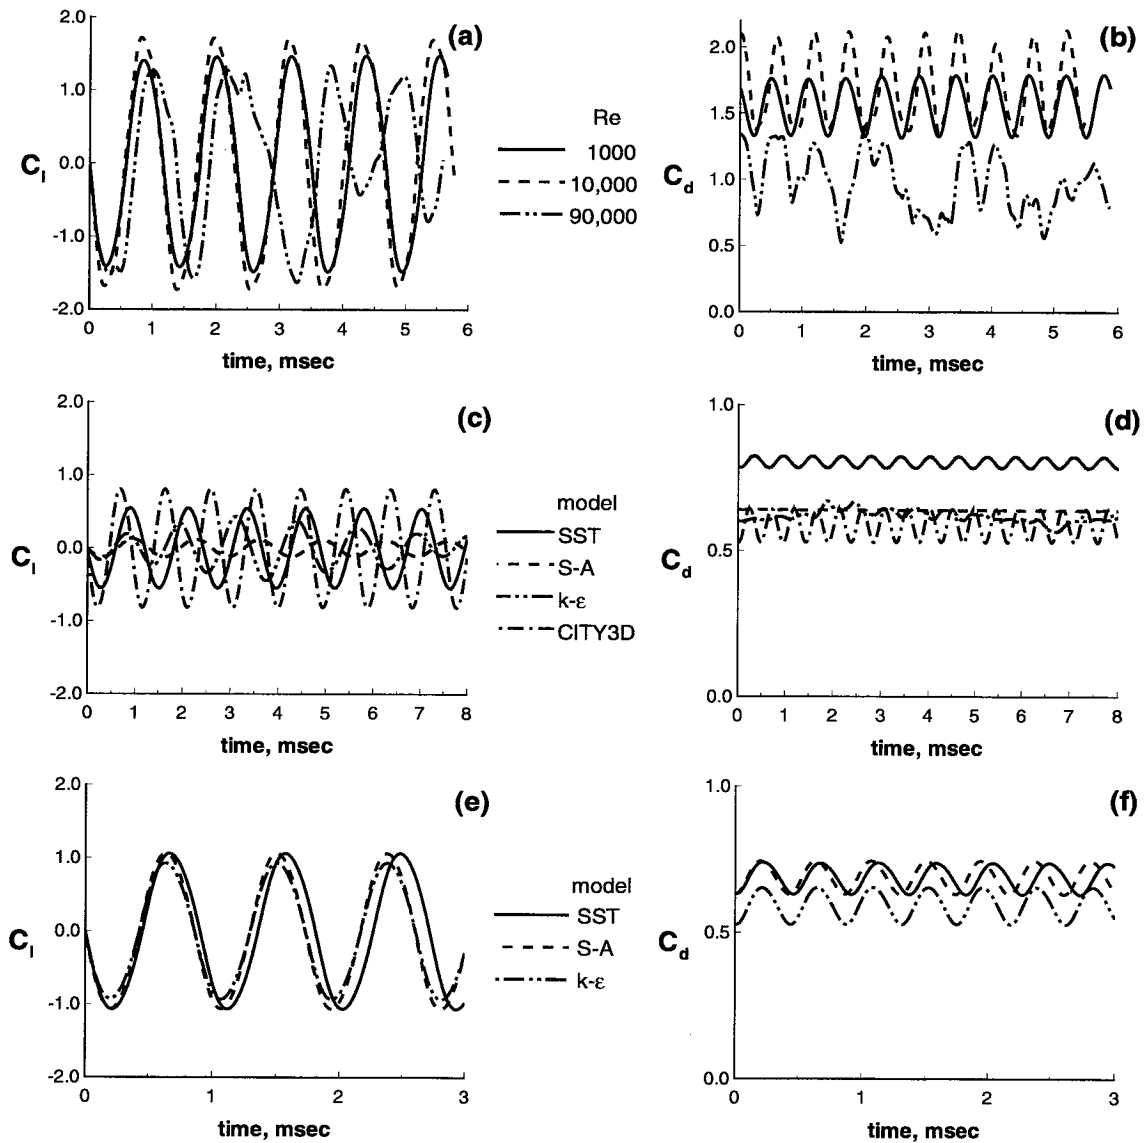 (a)
2.0
1.0
0.0
-1.0
-2.0
Cl
0 1 2 3 4 5 6
time, msec
Re
1000
10,000
90,000
(b)
2.0
1.5
1.0
0.5
0.0
Cd
0 1 2 3 4 5 6
time, msec
(c)
2.0
1.0
0.0
-1.0
-2.0
Cl
0 1 2 3 4 5 6 7 8
time, msec
model
SST
S-A
k-ε
CITY3D
(d)
1.0
0.5
0.0
Cd
0 1 2 3 4 5 6 7 8
time, msec
(e)
2.0
1.0
0.0
-1.0
-2.0
Cl
0 1 2 3
time, msec
model
SST
S-A
k-ε
(f)
1.0
0.5
0.0
Cd
0 1 2 3
time, msec